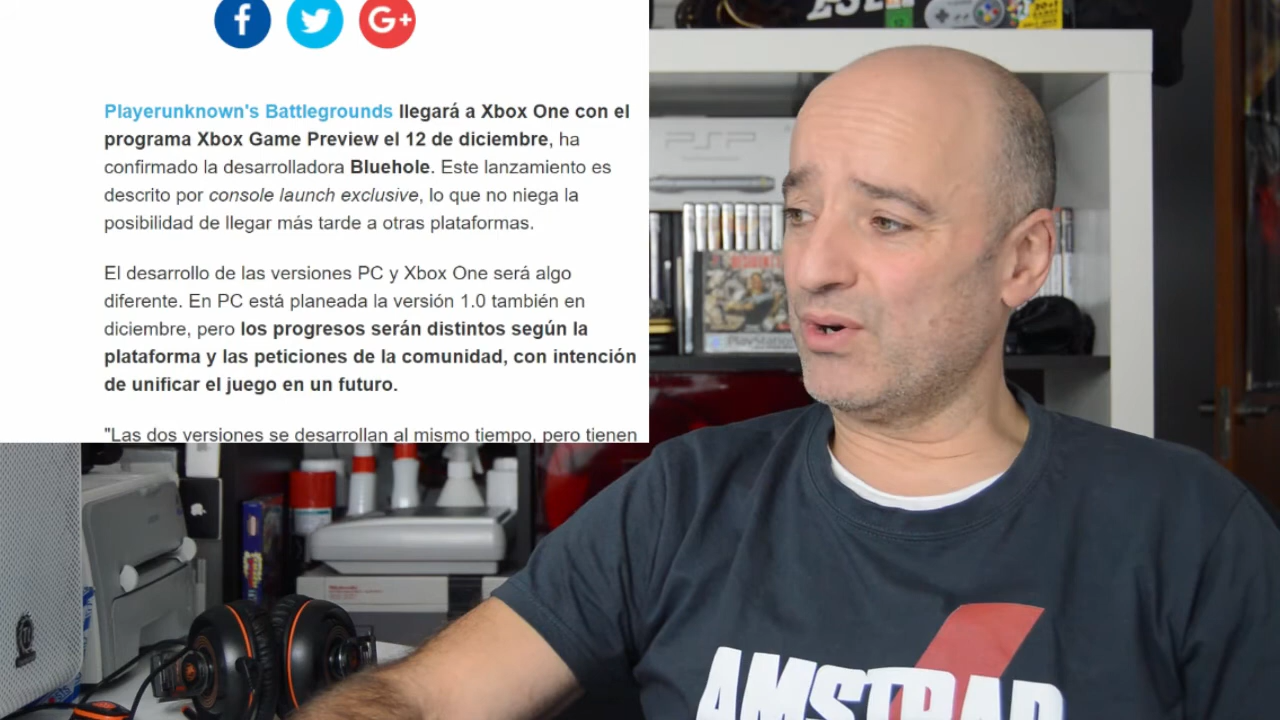 Playerunknown's Battlegrounds llegará a Xbox One con el
programa Xbox Game Preview el 12 de diciembre, ha
confirmado la desarrolladora Bluehole. Este lanzamiento es
descrito por console launch exclusive, lo que no niega la
posibilidad de llegar más tarde a otras plataformas.
El desarrollo de las versiones PC y Xbox One será algo
diferente. En PC está planeada la versión 1.0 también en
diciembre, pero los progresos serán distintos según la
plataforma y las peticiones de la comunidad, con intención
de unificar el juego en un futuro.
"Las dos versiones se desarrollan al mismo tiempo, pero tienen
PSP
PlayStation
Nintendo
AMSTRAD